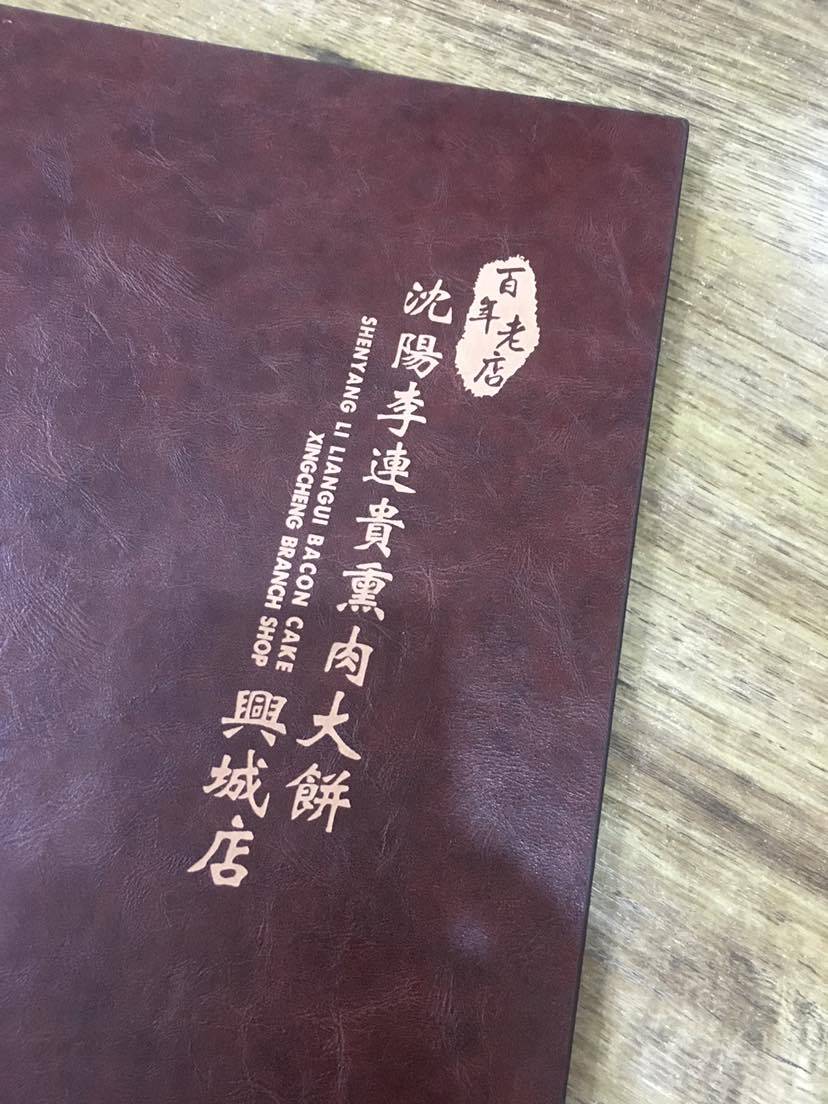 百年老店
沈陽李連貴熏肉大餅
SHENYANG LI LIANGUI BACON CAKE
XINGCHENG BRANCH SHOP
興城店